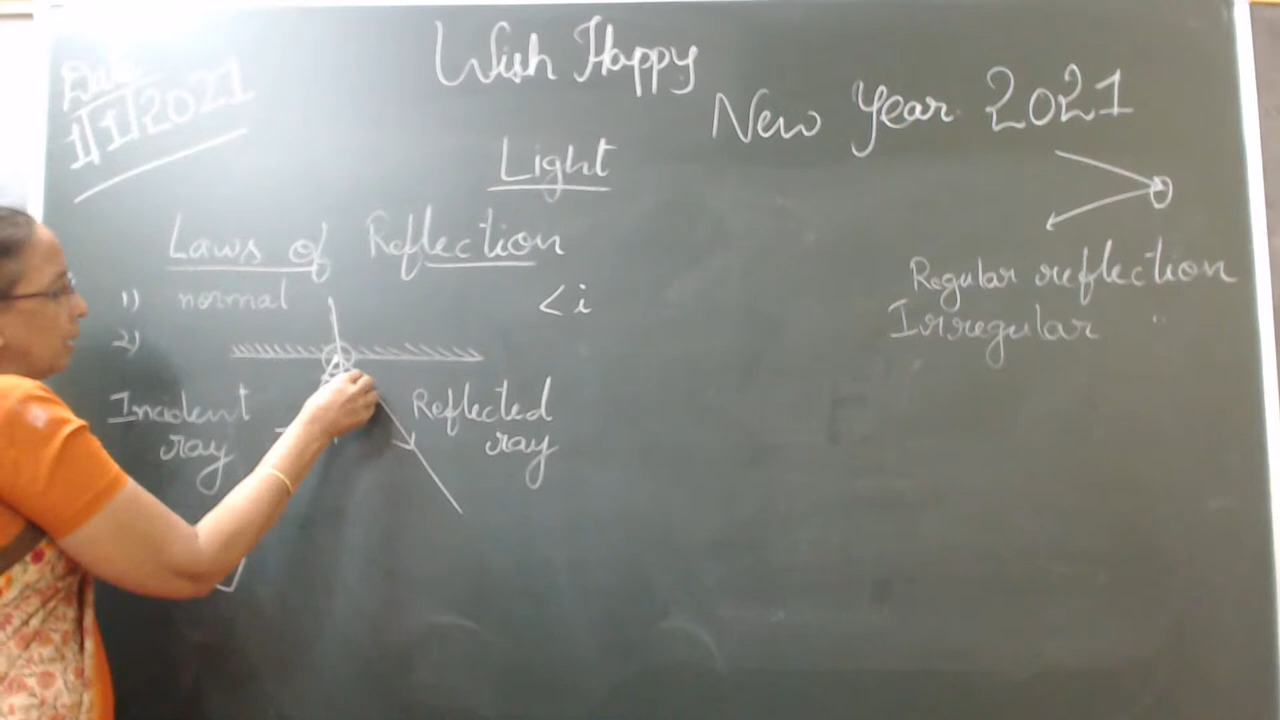 Date
1/1/2021
Wish Happy
New Year 2021
Light
Laws of Reflection
1) normal
<i
2)
Incident
ray
Reflected
ray
Regular reflection
Irregular "